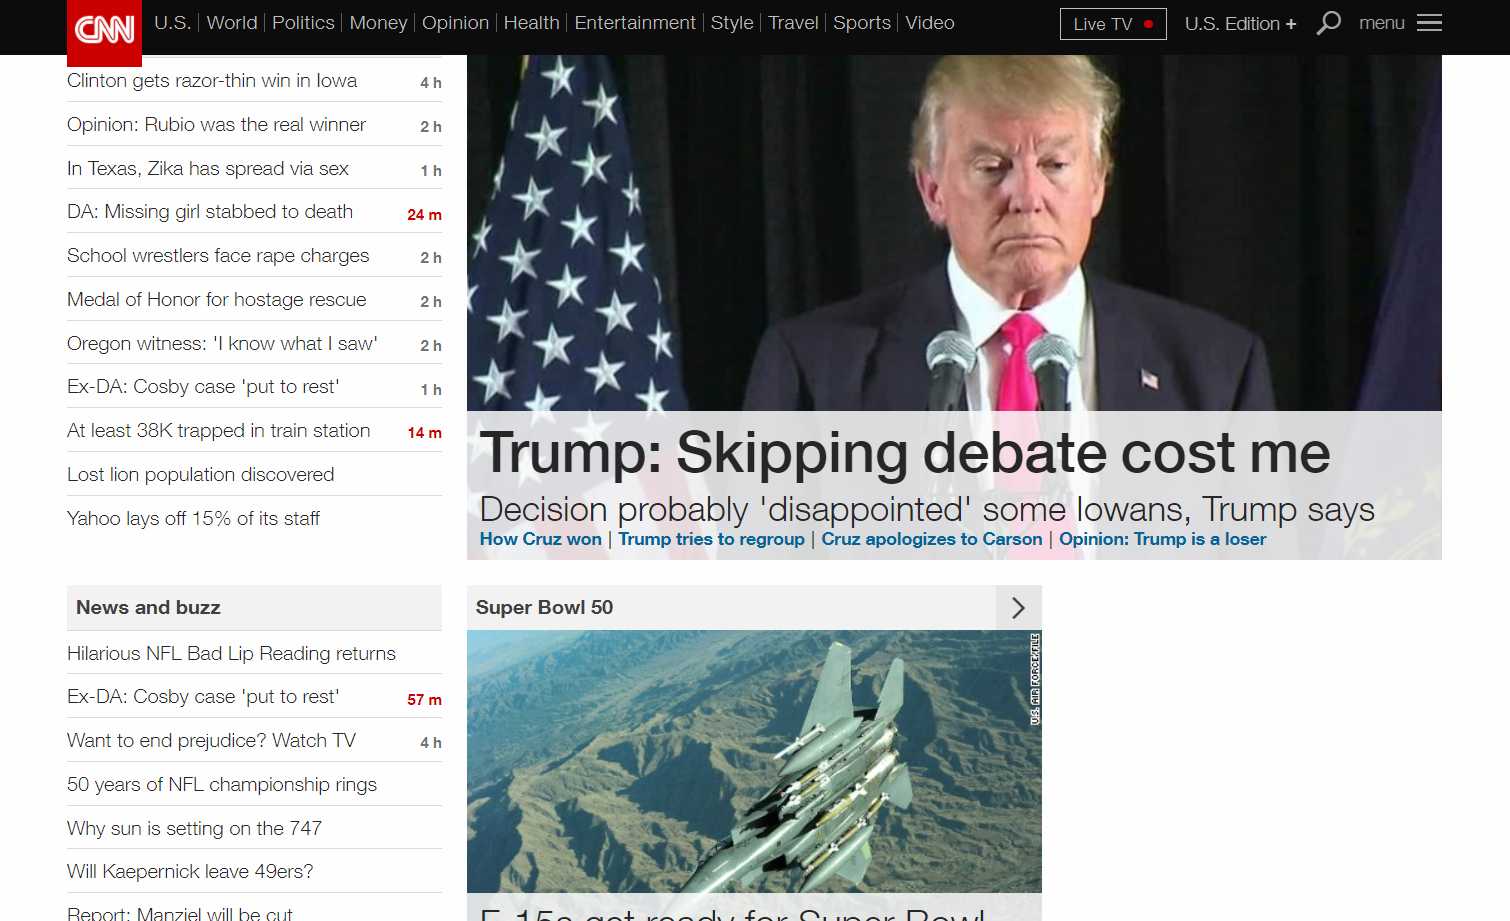 CNN
U.S. World Politics Money Opinion Health Entertainment Style Travel Sports Video
Live TV
U.S. Edition +
menu
Clinton gets razor-thin win in Iowa 4 h
Opinion: Rubio was the real winner 2 h
In Texas, Zika has spread via sex 1 h
DA: Missing girl stabbed to death 24 m
School wrestlers face rape charges 2 h
Medal of Honor for hostage rescue 2 h
Oregon witness: 'I know what I saw' 2 h
Ex-DA: Cosby case 'put to rest' 1 h
At least 38K trapped in train station 14 m
Lost lion population discovered
Yahoo lays off 15% of its staff
Trump: Skipping debate cost me
Decision probably 'disappointed' some Iowans, Trump says
How Cruz won | Trump tries to regroup | Cruz apologizes to Carson | Opinion: Trump is a loser
News and buzz
Hilarious NFL Bad Lip Reading returns
Ex-DA: Cosby case 'put to rest' 57 m
Want to end prejudice? Watch TV 4 h
50 years of NFL championship rings
Why sun is setting on the 747
Will Kaepernick leave 49ers?
Report: Manziel will be cut
Super Bowl 50
U.S. AIR FORCE/FILE
F-15s get ready for Super Bowl